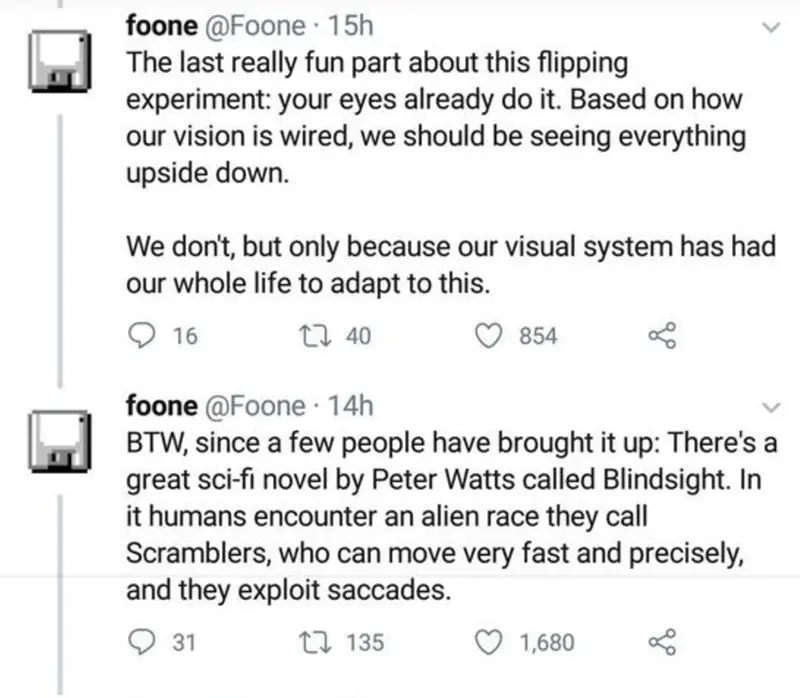 foone @Foone · 15h
The last really fun part about this flipping
experiment: your eyes already do it. Based on how
our vision is wired, we should be seeing everything
upside down.
We don't, but only because our visual system has had
our whole life to adapt to this.
16 40 854
foone @Foone · 14h
BTW, since a few people have brought it up: There's a
great sci-fi novel by Peter Watts called Blindsight. In
it humans encounter an alien race they call
Scramblers, who can move very fast and precisely,
and they exploit saccades.
31 135 1,680